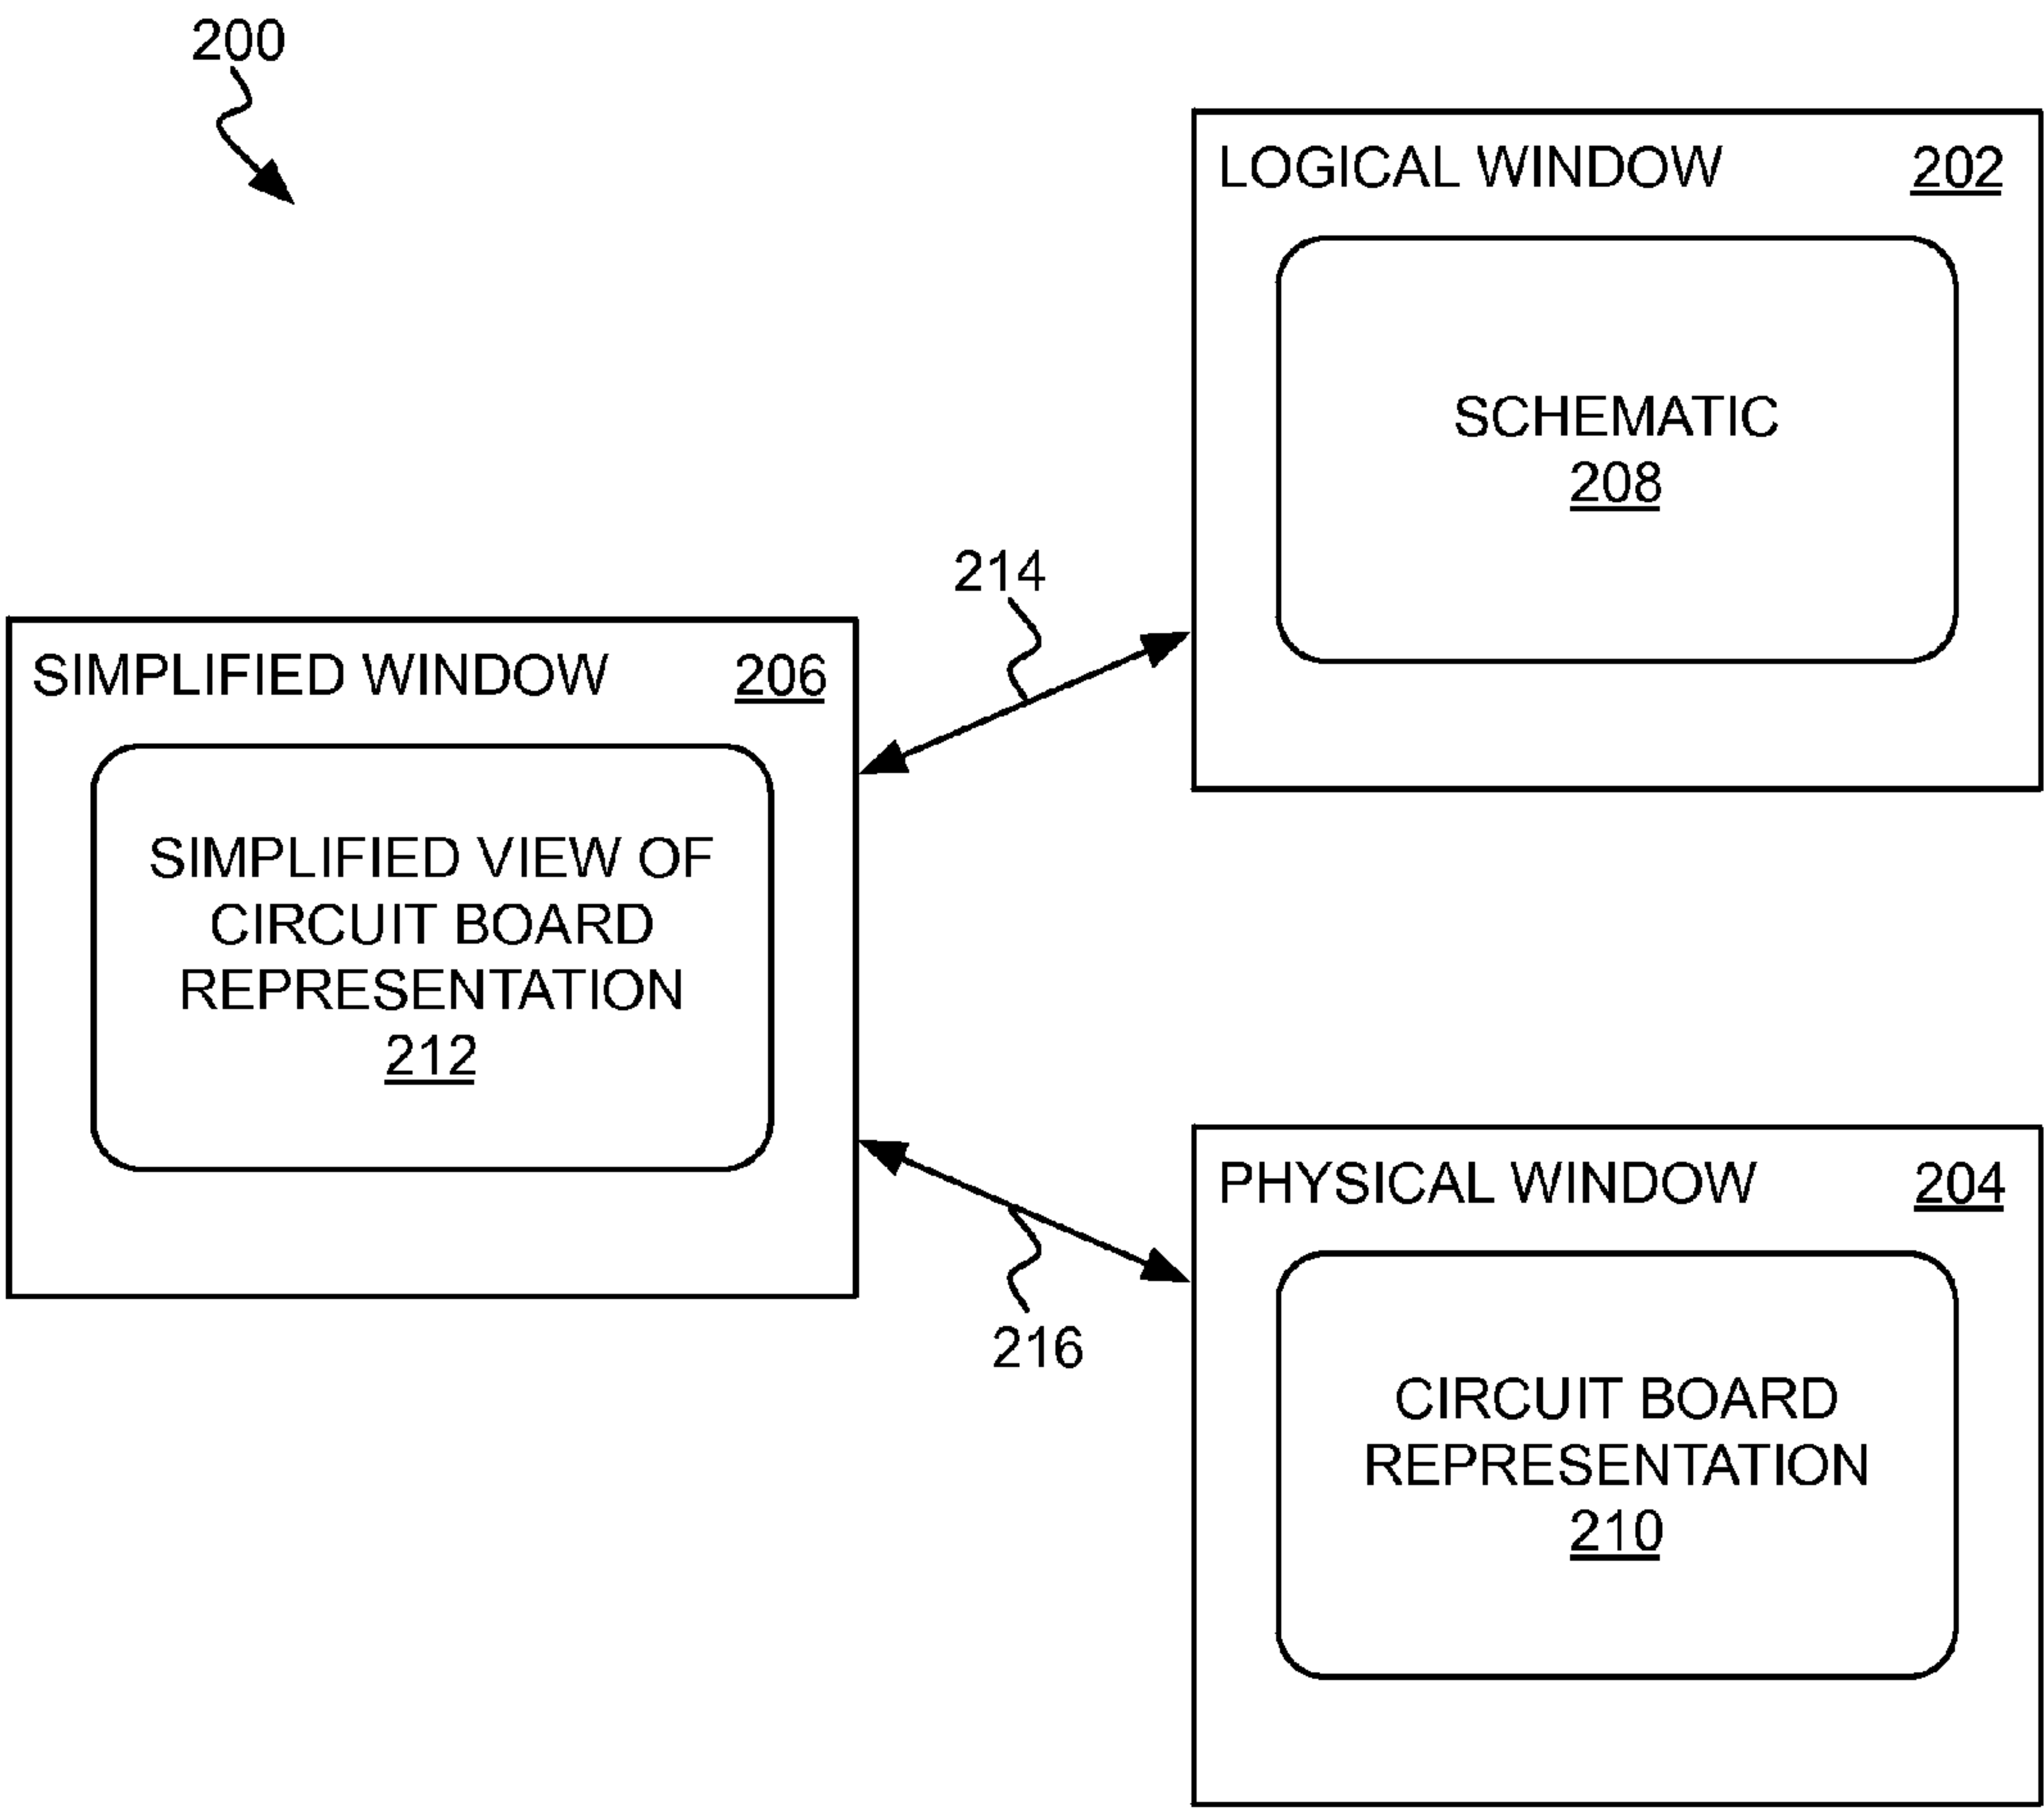 200
LOGICAL WINDOW 202
SCHEMATIC
208
214
SIMPLIFIED WINDOW 206
SIMPLIFIED VIEW OF
CIRCUIT BOARD
REPRESENTATION
212
PHYSICAL WINDOW 204
216
CIRCUIT BOARD
REPRESENTATION
210